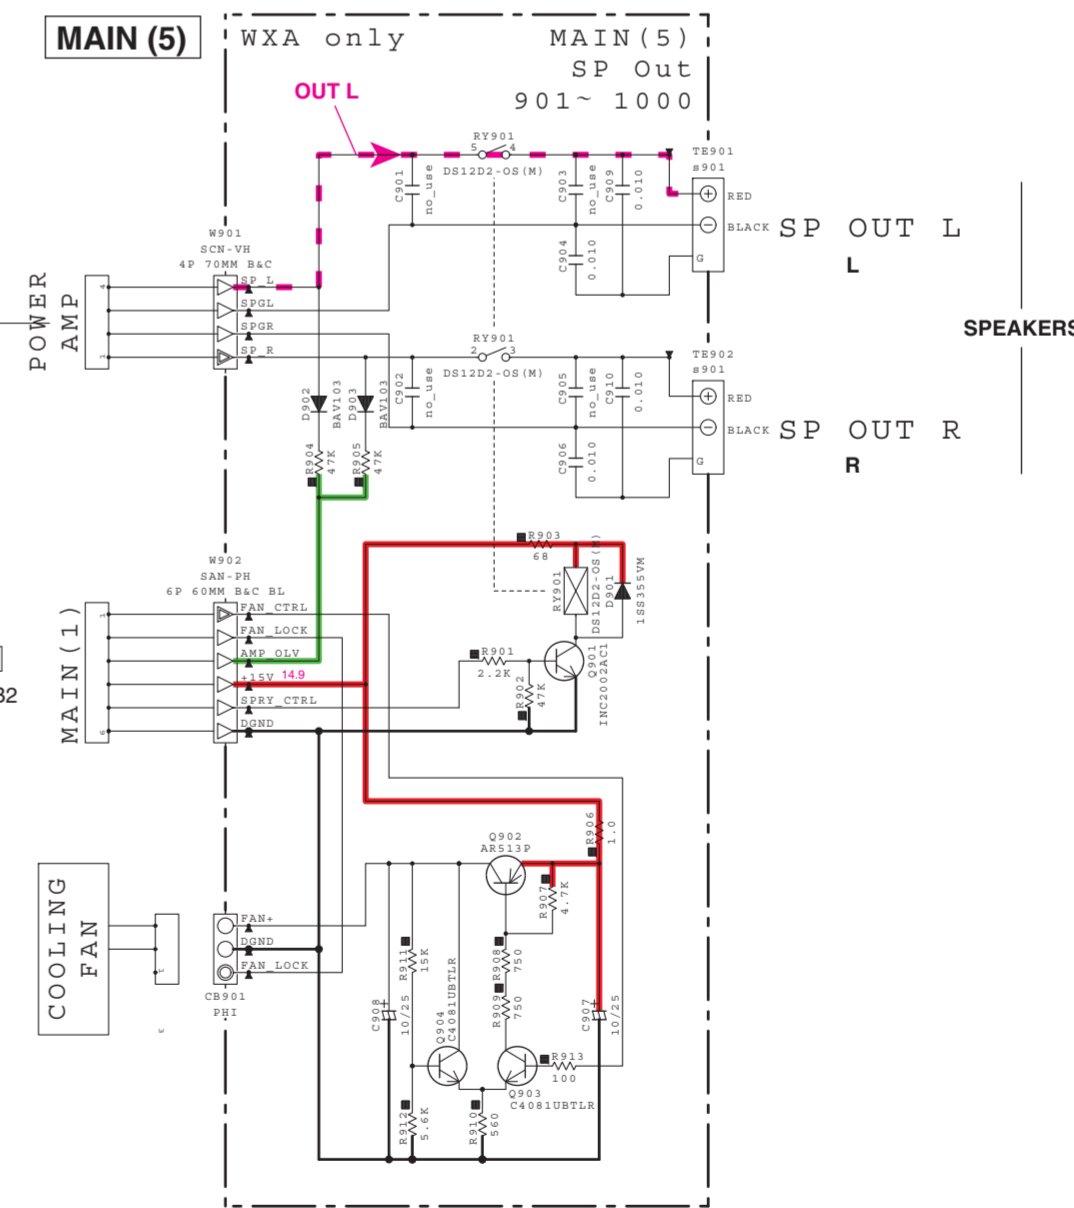 MAIN (5)
WXA only
MAIN(5)
SP Out
901~ 1000
OUT L
RY901
5 4
DS12D2-OS(M)
C901
no_use
C903
no_use
C909
0.010
C904
0.010
TE901
s901
RED
BLACK
G
SP OUT L
L
SPEAKERS
W901
SCN-VH
4P 70MM B&C
POWER
AMP
4
1
SP_L
SPGL
SPGR
SP_R
RY901
2 3
DS12D2-OS(M)
D902
BAV103
D903
BAV103
C902
no_use
C905
no_use
C910
0.010
C906
0.010
TE902
s901
RED
BLACK
G
SP OUT R
R
R904
47K
R905
47K
R903
68
RY901
DS12D2-OS(M)
D901
1SS355VM
W902
SAN-PH
6P 60MM B&C BL
MAIN(1)
1
6
32
FAN_CTRL
FAN_LOCK
AMP_OLV
+15V 14.9
SPRY_CTRL
DGND
R901
2.2K
R902
47K
Q901
INC2002AC1
R906
1.0
Q902
AR513P
R907
4.7K
COOLING
FAN
3
FAN+
DGND
FAN_LOCK
CB901
PHI
R911
15K
R908
750
R909
750
C908
+
10/25
Q904
C4081UBTLR
C907
+
10/25
R913
100
Q903
C4081UBTLR
R912
5.6K
R910
560